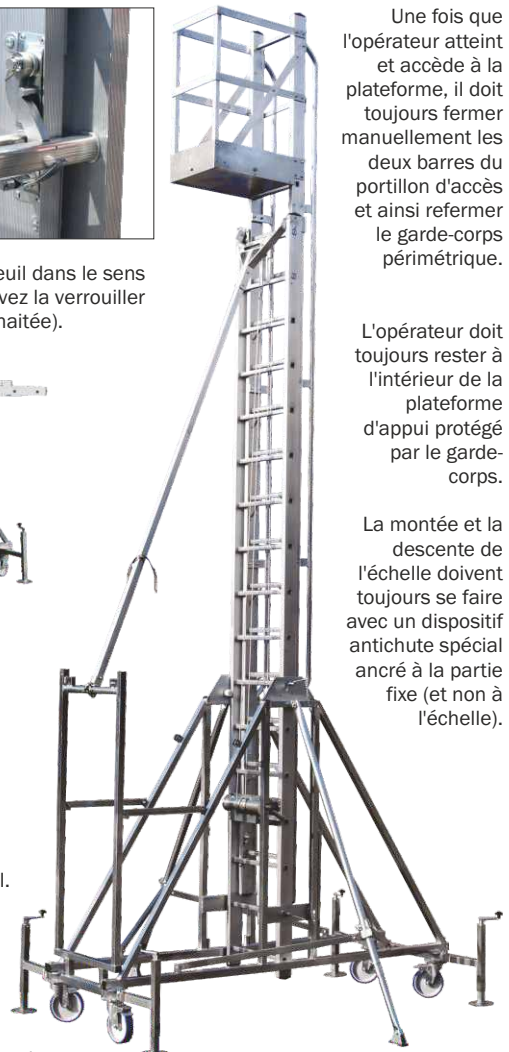 Une fois que
l'opérateur atteint
et accède à la
plateforme, il doit
toujours fermer
manuellement les
deux barres du
portillon d'accès
et ainsi refermer
le garde-corps
périmétrique.
L'opérateur doit
toujours rester à
l'intérieur de la
plateforme
d'appui protégé
par le garde-
corps.
La montée et la
descente de
l'échelle doivent
toujours se faire
avec un dispositif
antichute spécial
ancré à la partie
fixe (et non à
l'échelle).
dans le sens
la verrouiller